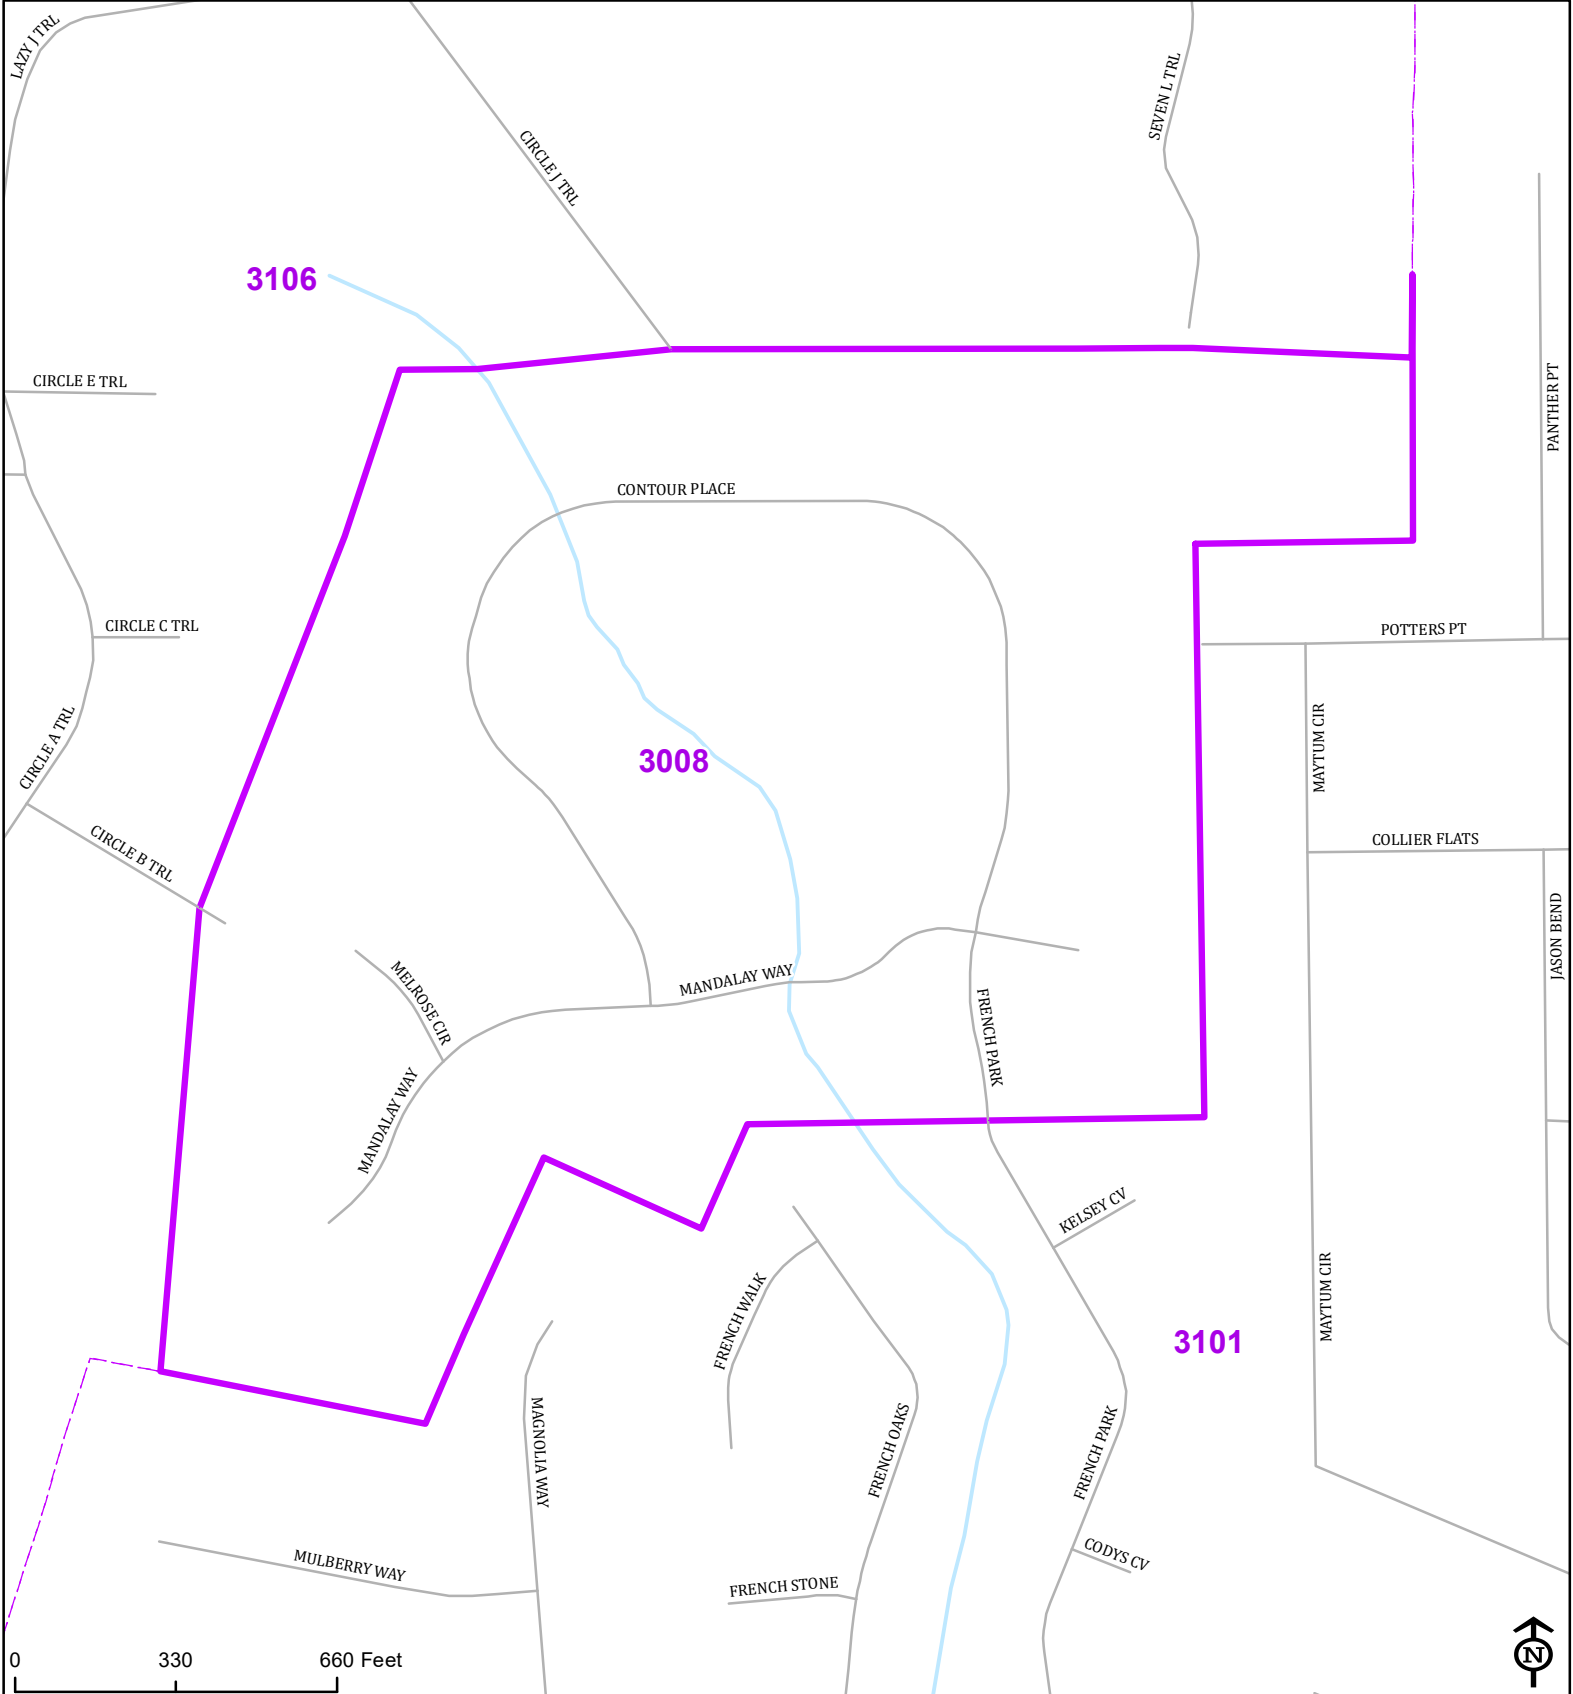 LAZY J TRL
SEVEN L TRL
CIRCLE J TRL
3106
CIRCLE E TRL
PANTHER PT
CONTOUR PLACE
CIRCLE C TRL
POTTERS PT
CIRCLE A TRL
3008
MAYTUM CIR
CIRCLE B TRL
COLLIER FLATS
JASON BEND
MELROSE CIR
MANDALAY WAY
FRENCH PARK
MANDALAY WAY
KELSEY CV
FRENCH WALK
MAYTUM CIR
3101
MAGNOLIA WAY
FRENCH OAKS
FRENCH PARK
MULBERRY WAY
CODYS CV
FRENCH STONE
0 330 660 Feet
N